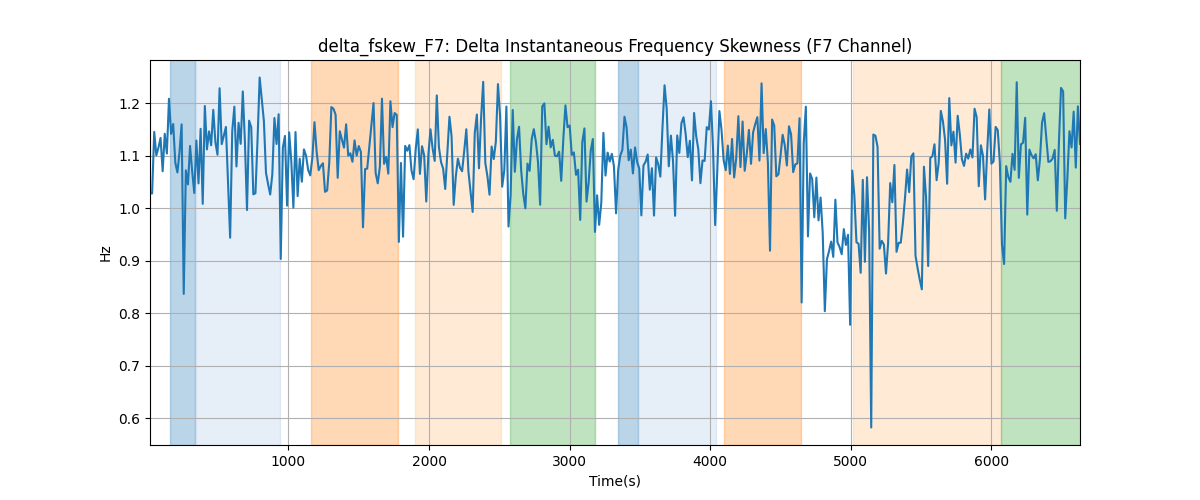 delta_fskew_F7: Delta Instantaneous Frequency Skewness (F7 Channel)
1.2
1.1
1.0
0.9
0.8
0.7
0.6
Hz
1000 2000 3000 4000 5000 6000
Time(s)